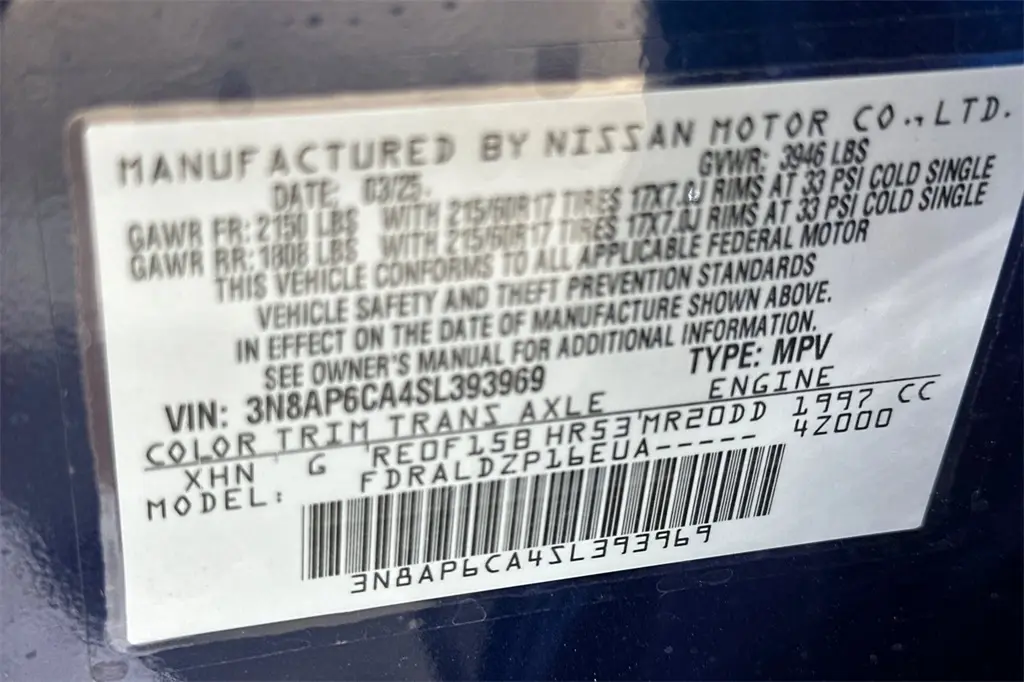 MANUFACTURED BY NISSAN MOTOR CO., LTD.
DATE: 03/25. GVWR: 3946 LBS
GAWR FR: 2150 LBS WITH 215/60R17 TIRES 17X7.0J RIMS AT 33 PSI COLD SINGLE
GAWR RR: 1808 LBS WITH 215/60R17 TIRES 17X7.0J RIMS AT 33 PSI COLD SINGLE
THIS VEHICLE CONFORMS TO ALL APPLICABLE FEDERAL MOTOR
VEHICLE SAFETY AND THEFT PREVENTION STANDARDS
IN EFFECT ON THE DATE OF MANUFACTURE SHOWN ABOVE.
SEE OWNER'S MANUAL FOR ADDITIONAL INFORMATION.
VIN: 3N8AP6CA4SL393969 TYPE: MPV
COLOR TRIM TRANS AXLE ENGINE
XHN G RE0F15B HR53 MR20DD 1997 CC
MODEL: FDRALDZP16EUA----- 4Z000
3N8AP6CA4SL393969